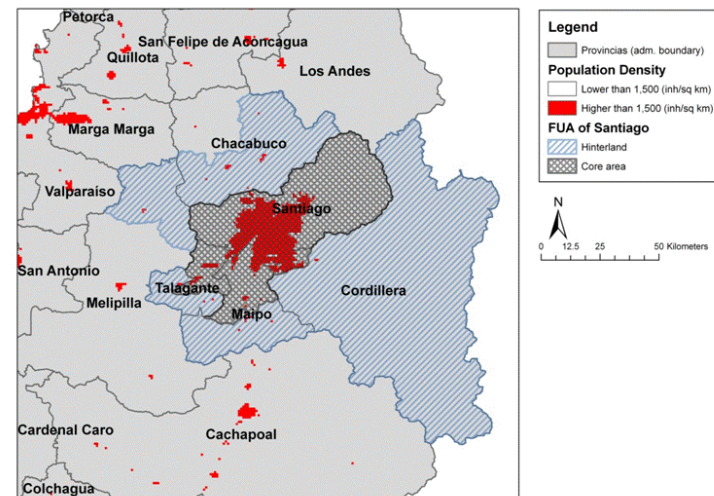 Petorca
San Felipe de Aconcagua
Quillota
Los Andes
Marga Marga
Chacabuco
Valparaíso
Santiago
San Antonio
Melipilla
Talagante
Cordillera
Maipo
Cardenal Caro
Cachapoal
Colchagua
Legend
Provincias (adm. boundary)
Population Density
Lower than 1,500 (inh/sq km)
Higher than 1,500 (inh/sq km)
FUA of Santiago
Hinterland
Core area
N
0 12.5 25 50 Kilometers